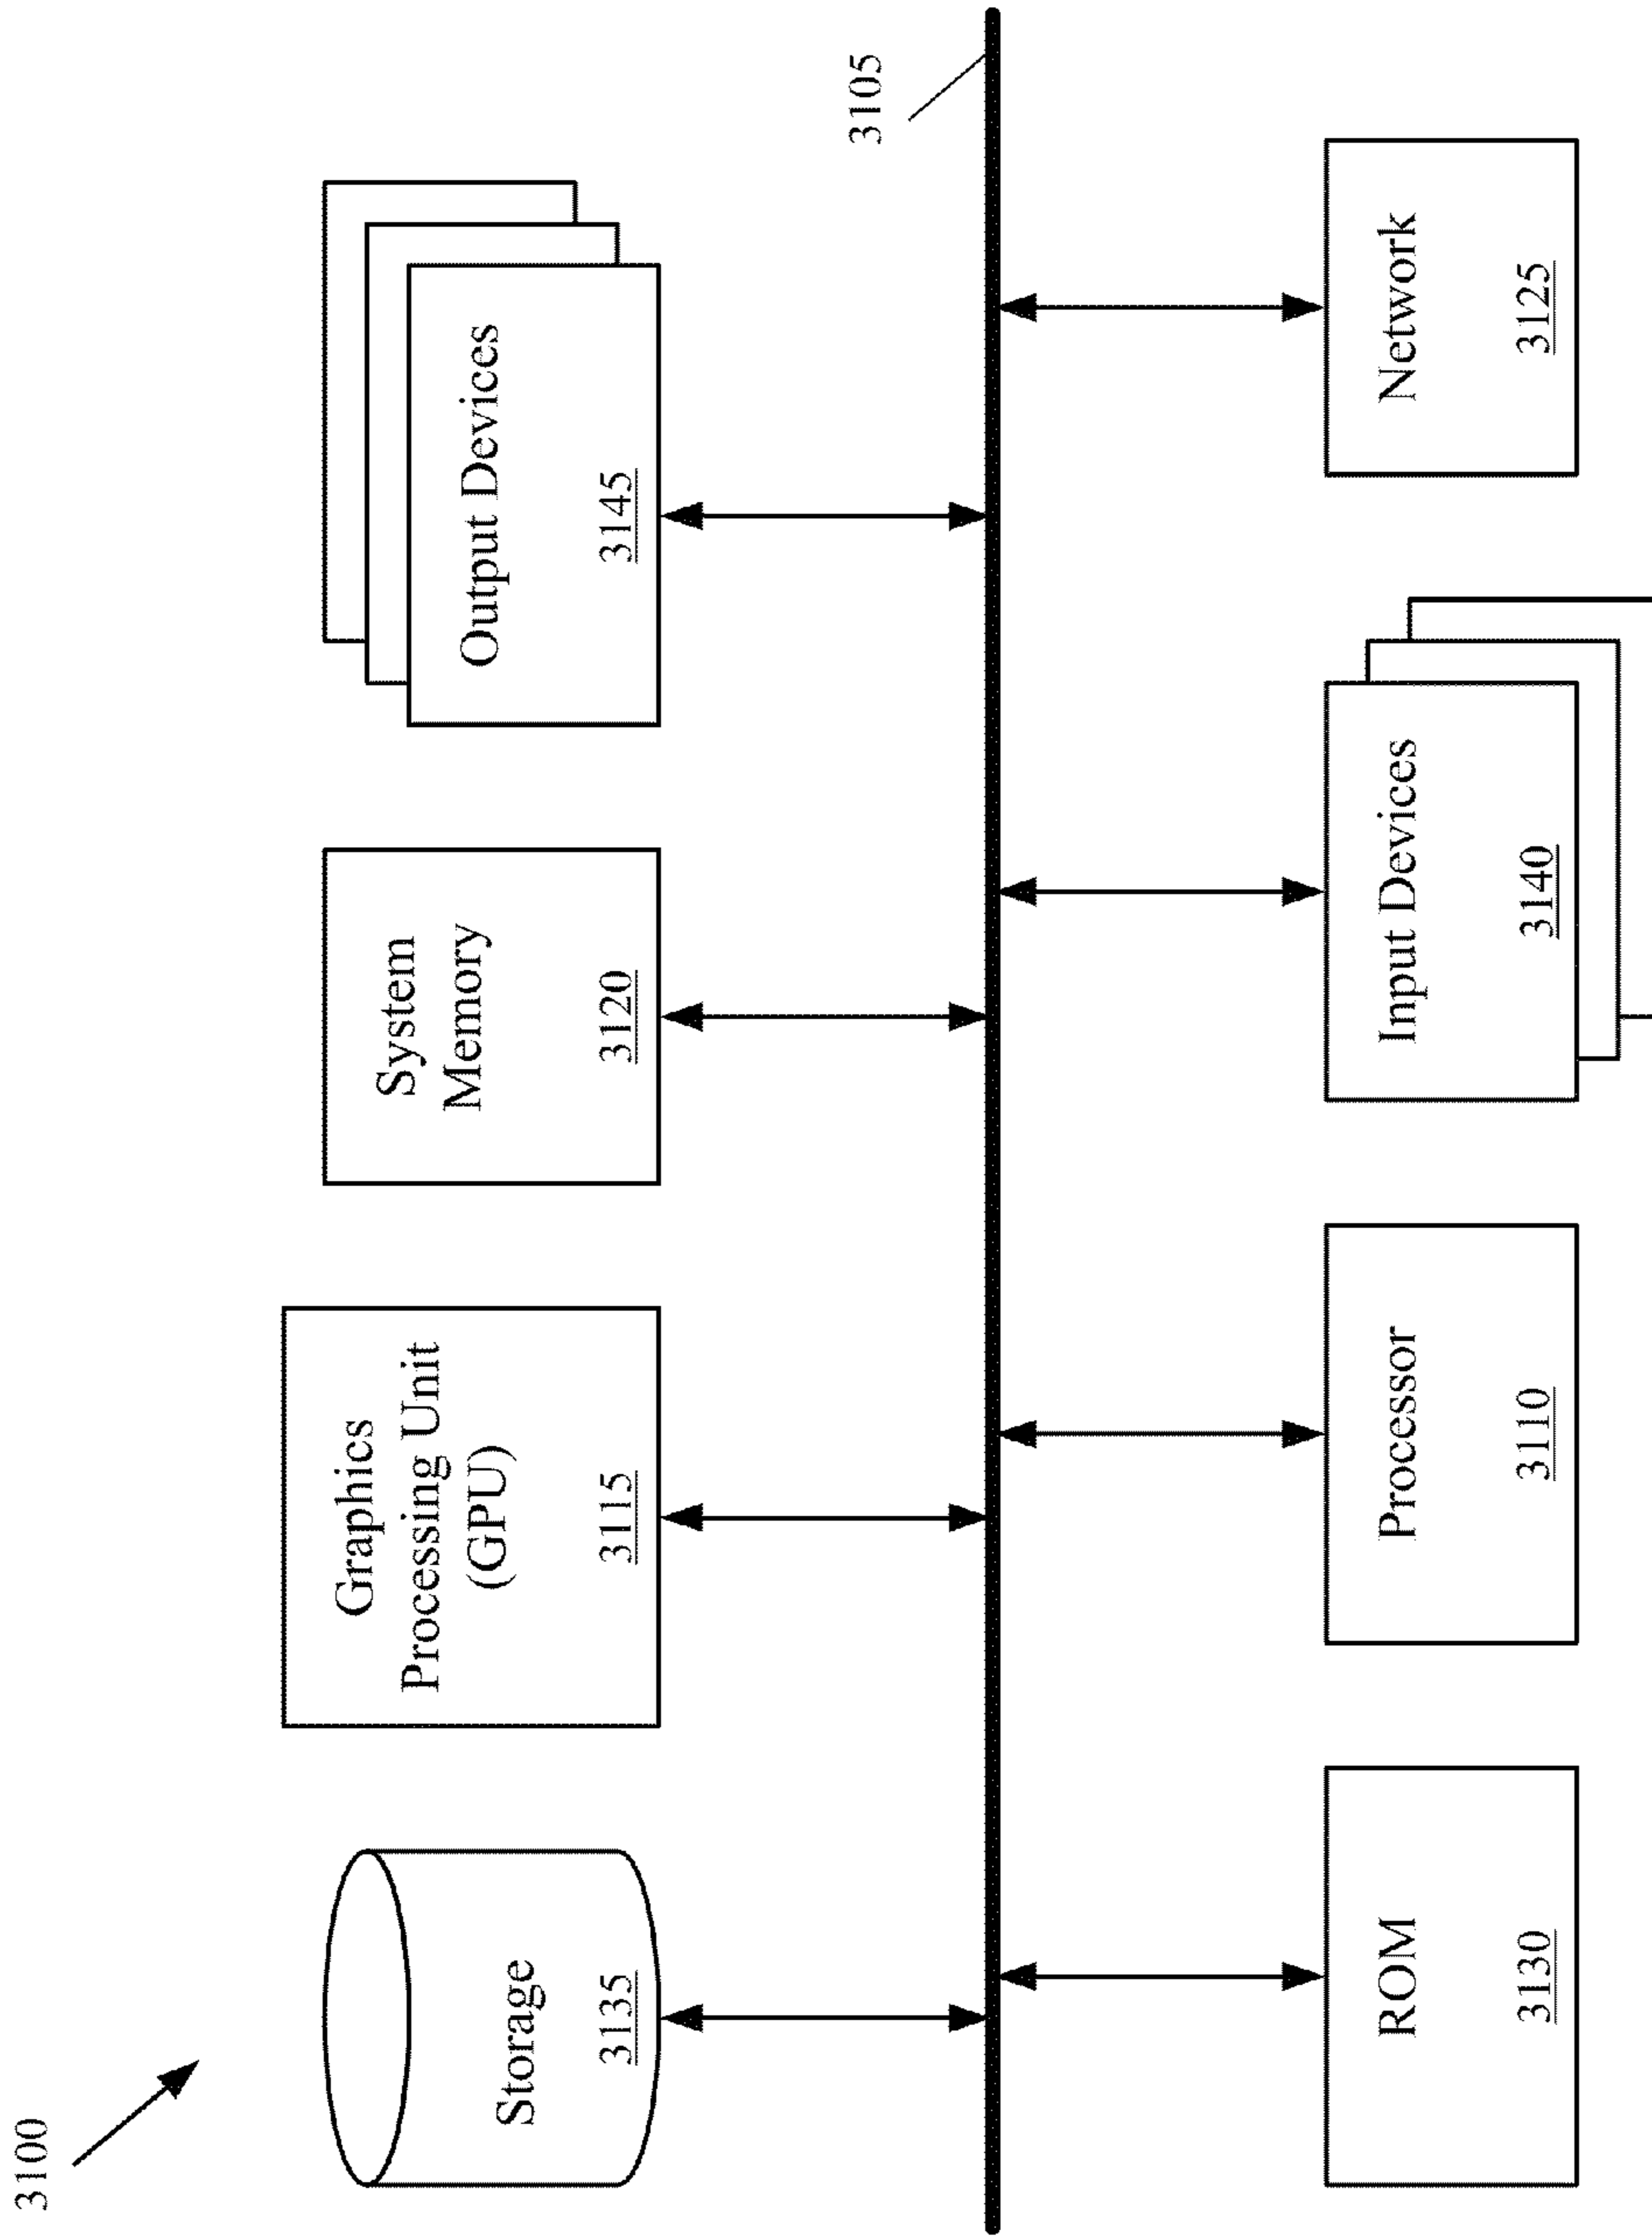 3100
Storage
3135
Graphics
Processing Unit
(GPU)
3115
System
Memory
3120
Output Devices
3145
3105
ROM
3130
Processor
3110
Input Devices
3140
Network
3125